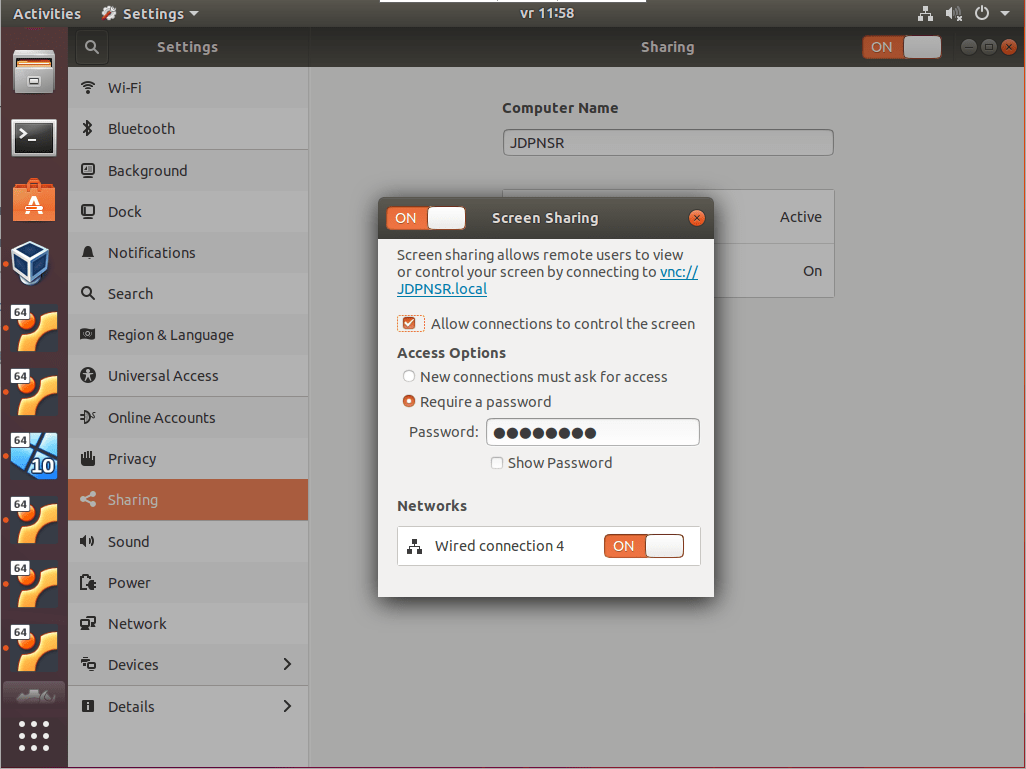 Activities
Settings
vr 11:58
Settings
Sharing
ON
Wi-Fi
Bluetooth
Background
Dock
Notifications
Search
Region & Language
Universal Access
Online Accounts
Privacy
Sharing
Sound
Power
Network
Devices
Details
Computer Name
JDPNSR
Active
On
ON
Screen Sharing
Screen sharing allows remote users to view
or control your screen by connecting to vnc://
JDPNSR.local
Allow connections to control the screen
Access Options
New connections must ask for access
Require a password
Password: ●●●●●●●●
Show Password
Networks
Wired connection 4
ON
64
64
64
10
64
64
64